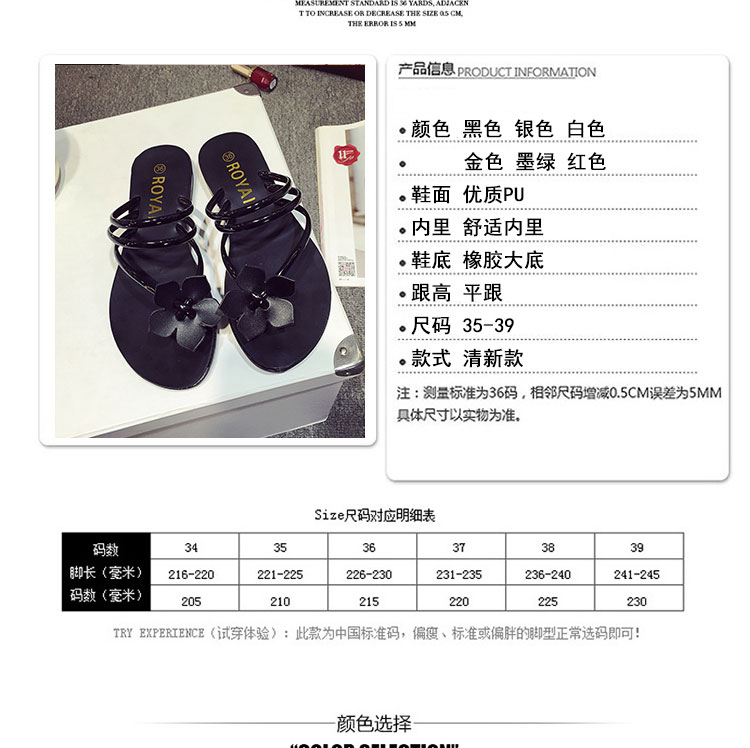 MEASUREMENT STANDARD IS 36 YARDS, ADJACEN
T TO INCREASE OR DECREASE THE SIZE 0.5 CM,
THE ERROR IS 5 MM
ROYAL
36
ROYAL
产品信息 PRODUCT INFORMATION
颜色 黑色 银色 白色
金色 墨绿 红色
鞋面 优质PU
内里 舒适内里
鞋底 橡胶大底
跟高 平跟
尺码 35-39
款式 清新款
注：测量标准为36码，相邻尺码增减0.5CM误差为5MM
具体尺寸以实物为准。
Size尺码对应明细表
码数 34 35 36 37 38 39
脚长（毫米） 216-220 221-225 226-230 231-235 236-240 241-245
码数（毫米） 205 210 215 220 225 230
TRY EXPERIENCE（试穿体验）：此款为中国标准码，偏瘦、标准或偏胖的脚型正常选码即可！
颜色选择
"COLOR SELECTION"